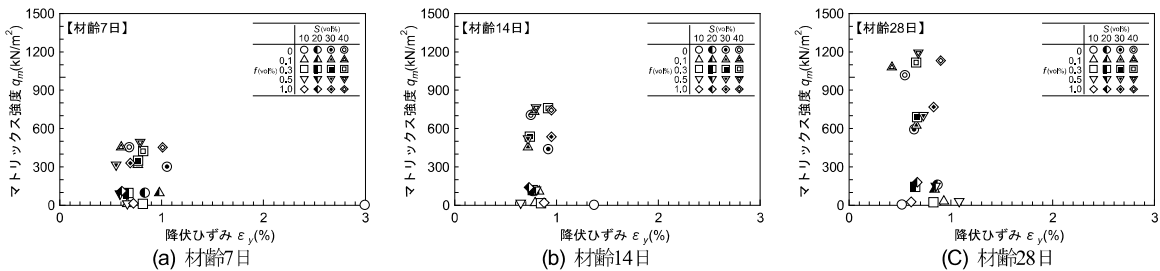 マトリックス強度 qm(kN/m²)
1500
1200
900
600
300
0
【材齢7日】
S(vol%)
10 20 30 40
f(vol%)
0
0.1
0.3
0.5
1.0
0 1 2 3
降伏ひずみ εy(%)
(a) 材齢7日
マトリックス強度 qm(kN/m²)
1500
1200
900
600
300
0
【材齢14日】
S(vol%)
10 20 30 40
f(vol%)
0
0.1
0.3
0.5
1.0
0 1 2 3
降伏ひずみ εy(%)
(b) 材齢14日
マトリックス強度 qm(kN/m²)
1500
1200
900
600
300
0
【材齢28日】
S(vol%)
10 20 30 40
f(vol%)
0
0.1
0.3
0.5
1.0
0 1 2 3
降伏ひずみ εy(%)
(C) 材齢28日